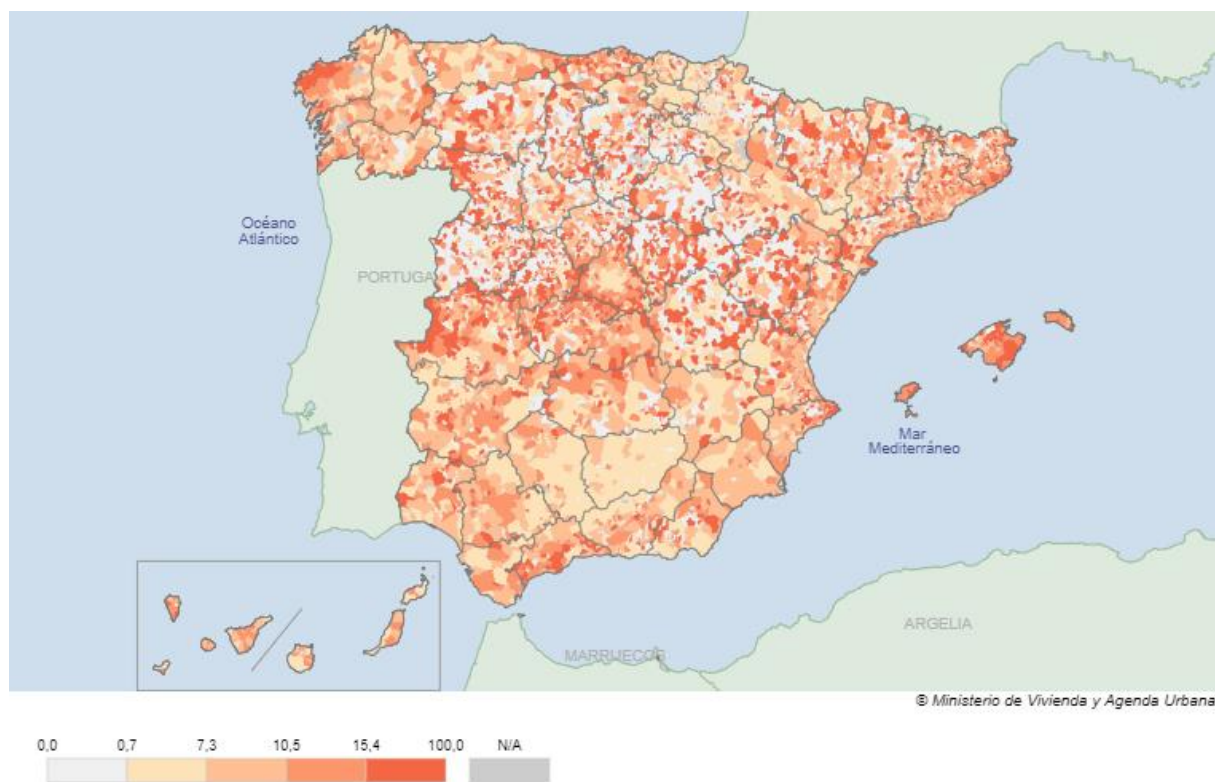 Océano
Atlántico
PORTUGA
Mar
Mediterráneo
ARGELIA
MARRUECOS
© Ministerio de Vivienda y Agenda Urbana
0,0 0,7 7,3 10,5 15,4 100,0 N/A